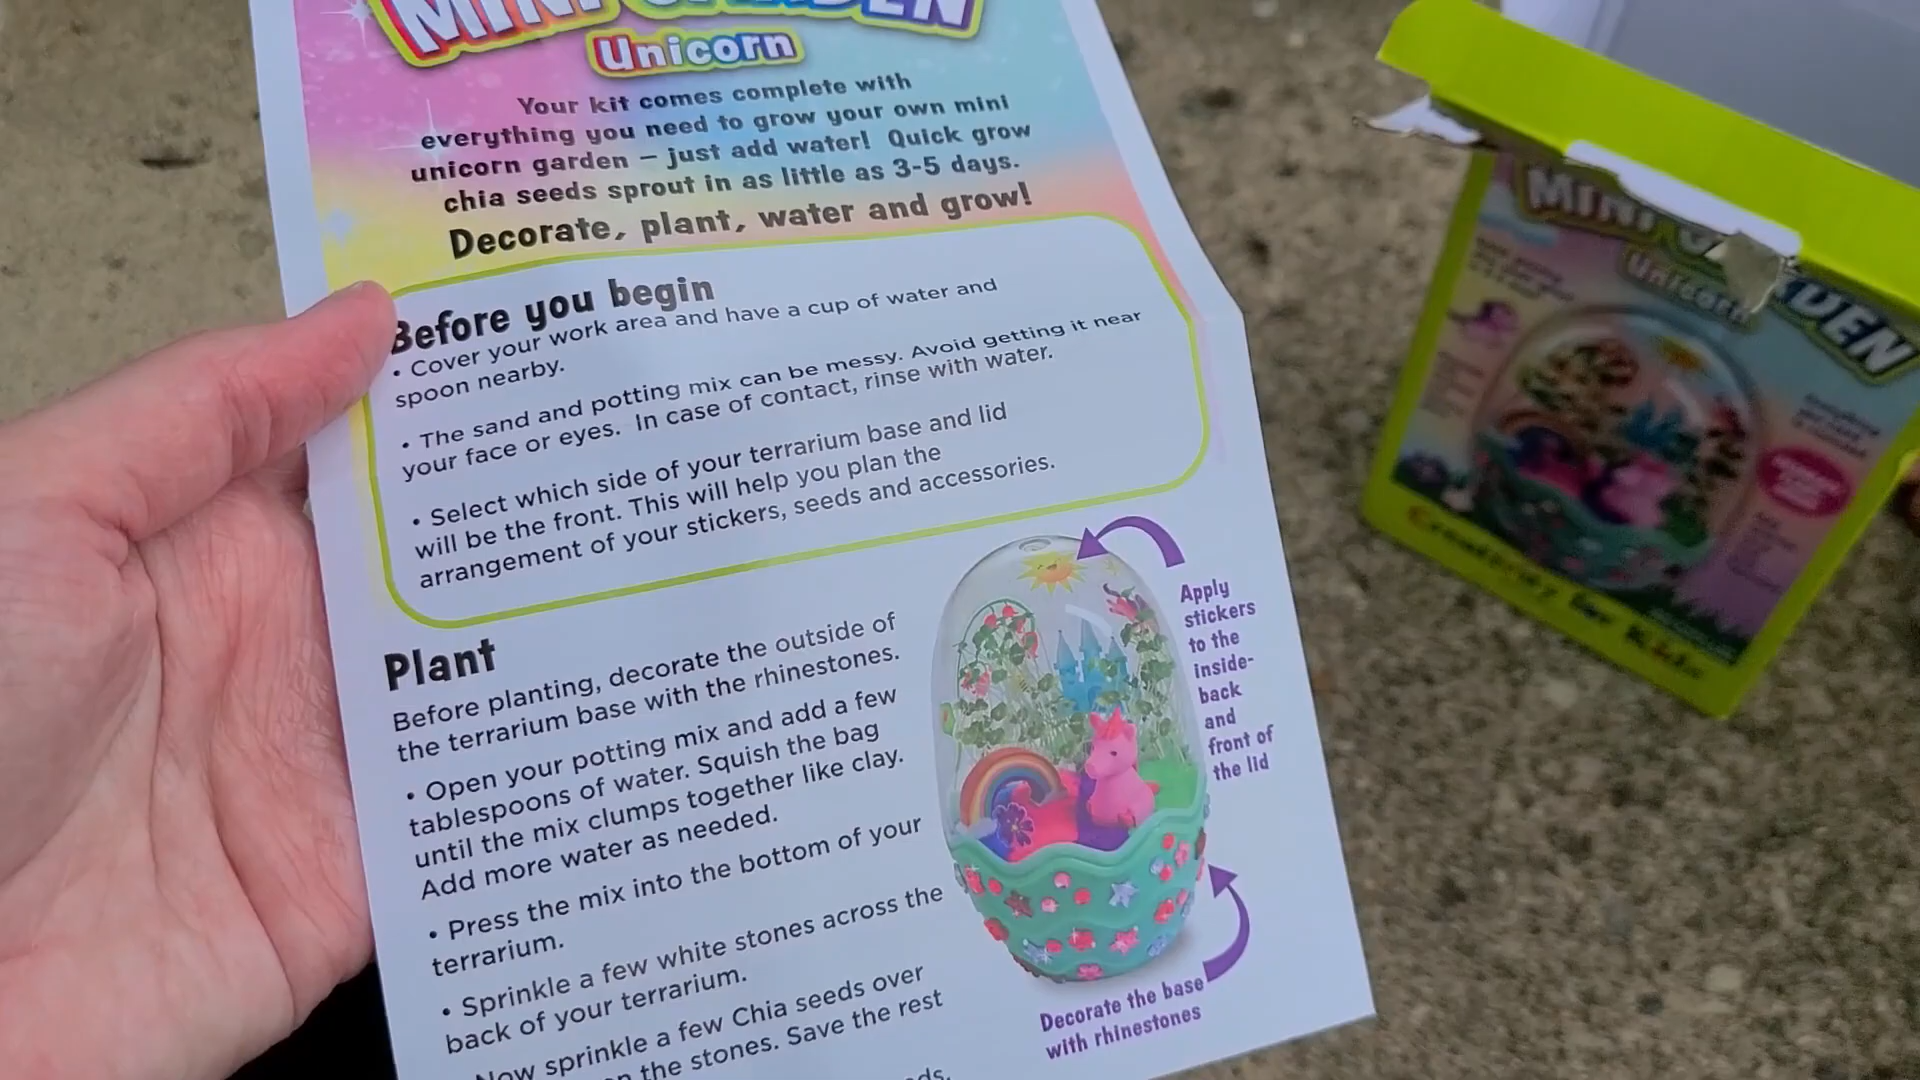 MINI GARDEN
Unicorn
Your kit comes complete with
everything you need to grow your own mini
unicorn garden – just add water! Quick grow
chia seeds sprout in as little as 3-5 days.
Decorate, plant, water and grow!
Before you begin
• Cover your work area and have a cup of water and
spoon nearby.
• The sand and potting mix can be messy. Avoid getting it near
your face or eyes. In case of contact, rinse with water.
• Select which side of your terrarium base and lid
will be the front. This will help you plan the
arrangement of your stickers, seeds and accessories.
Plant
Before planting, decorate the outside of
the terrarium base with the rhinestones.
• Open your potting mix and add a few
tablespoons of water. Squish the bag
until the mix clumps together like clay.
Add more water as needed.
• Press the mix into the bottom of your
terrarium.
• Sprinkle a few white stones across the
back of your terrarium.
Now sprinkle a few Chia seeds over
the stones. Save the rest
Apply
stickers
to the
inside-
back
and
front of
the lid
Decorate the base
with rhinestones
MINI GARDEN
Unicorn
Creativity for Kids